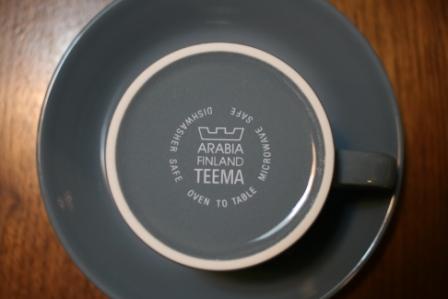 ARABIA
FINLAND
TEEMA
DISHWASHER SAFE
OVEN TO TABLE
MICROWAVE SAFE